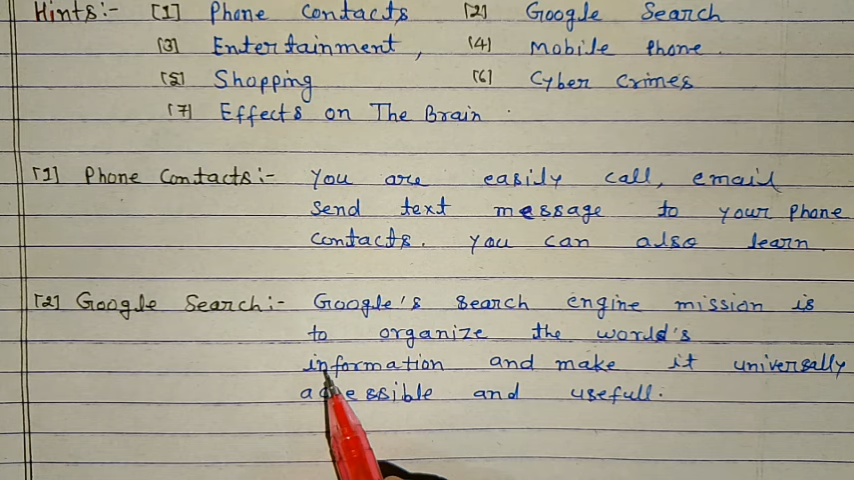 Hints:- [1] Phone Contacts [2] Google Search
[3] Entertainment, [4] Mobile Phone.
[5] Shopping [6] Cyber Crimes
[7] Effects on The Brain.
[1] Phone Contacts:- You are easily call, email
send text message to your phone
contacts. You can also learn
[2] Google Search:- Google's search engine mission is
to organize the world's
information and make it universally
and usefull.